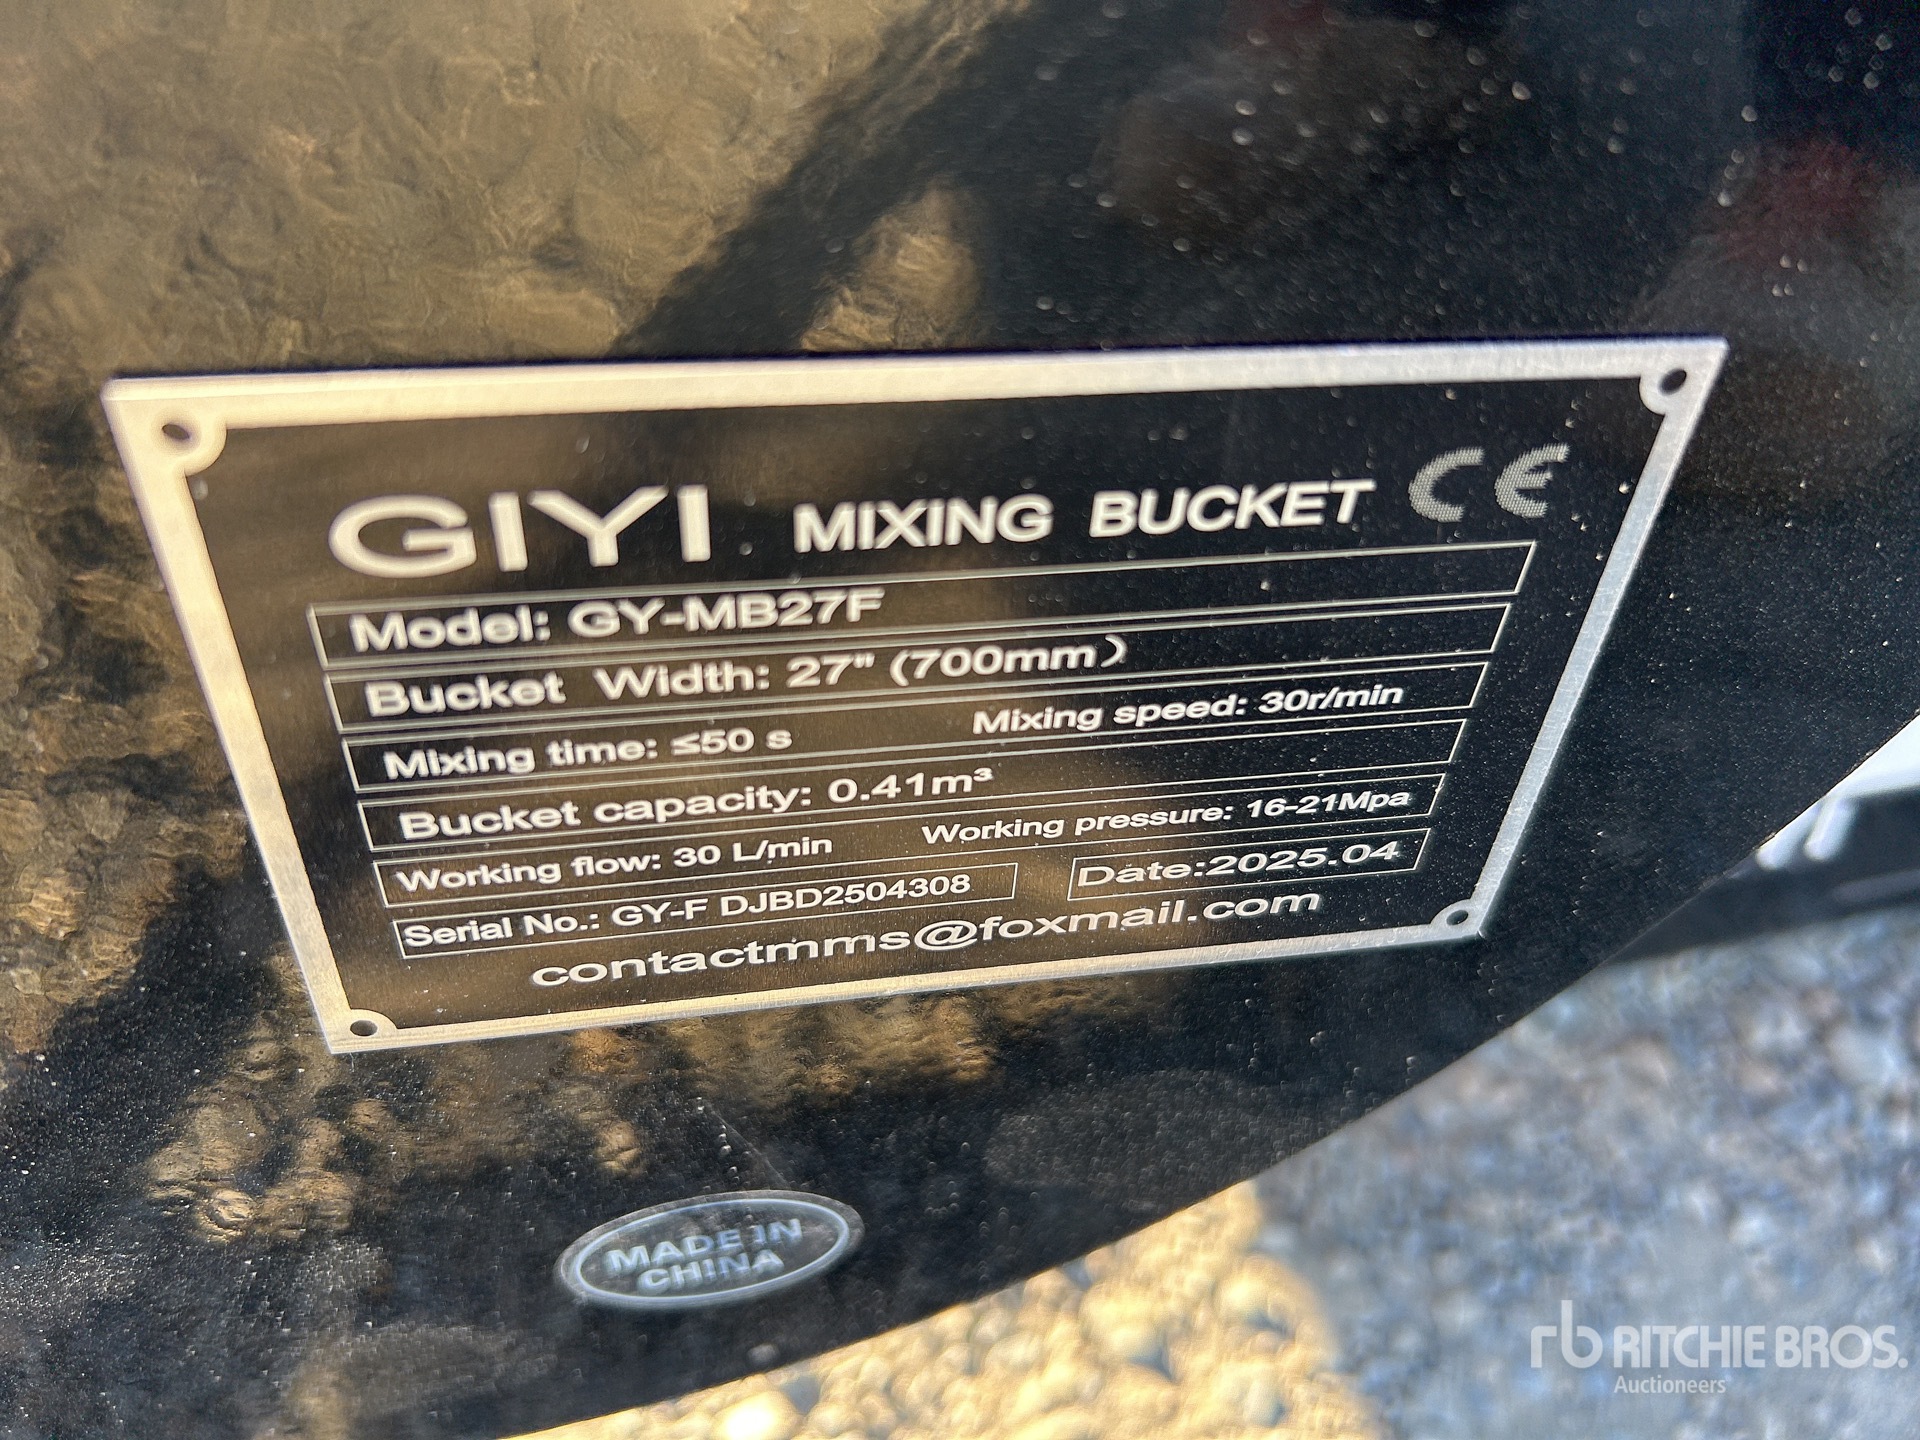 GIYI MIXING BUCKET CE
Model: GY-MB27F
Bucket Width: 27" (700mm)
Mixing time: ≤50 s Mixing speed: 30r/min
Bucket capacity: 0.41m³
Working flow: 30 L/min Working pressure: 16-21Mpa
Serial No.: GY-F DJBD2504308 Date:2025.04
contactmms@foxmail.com
MADE IN
CHINA
rb RITCHIE BROS.
Auctioneers